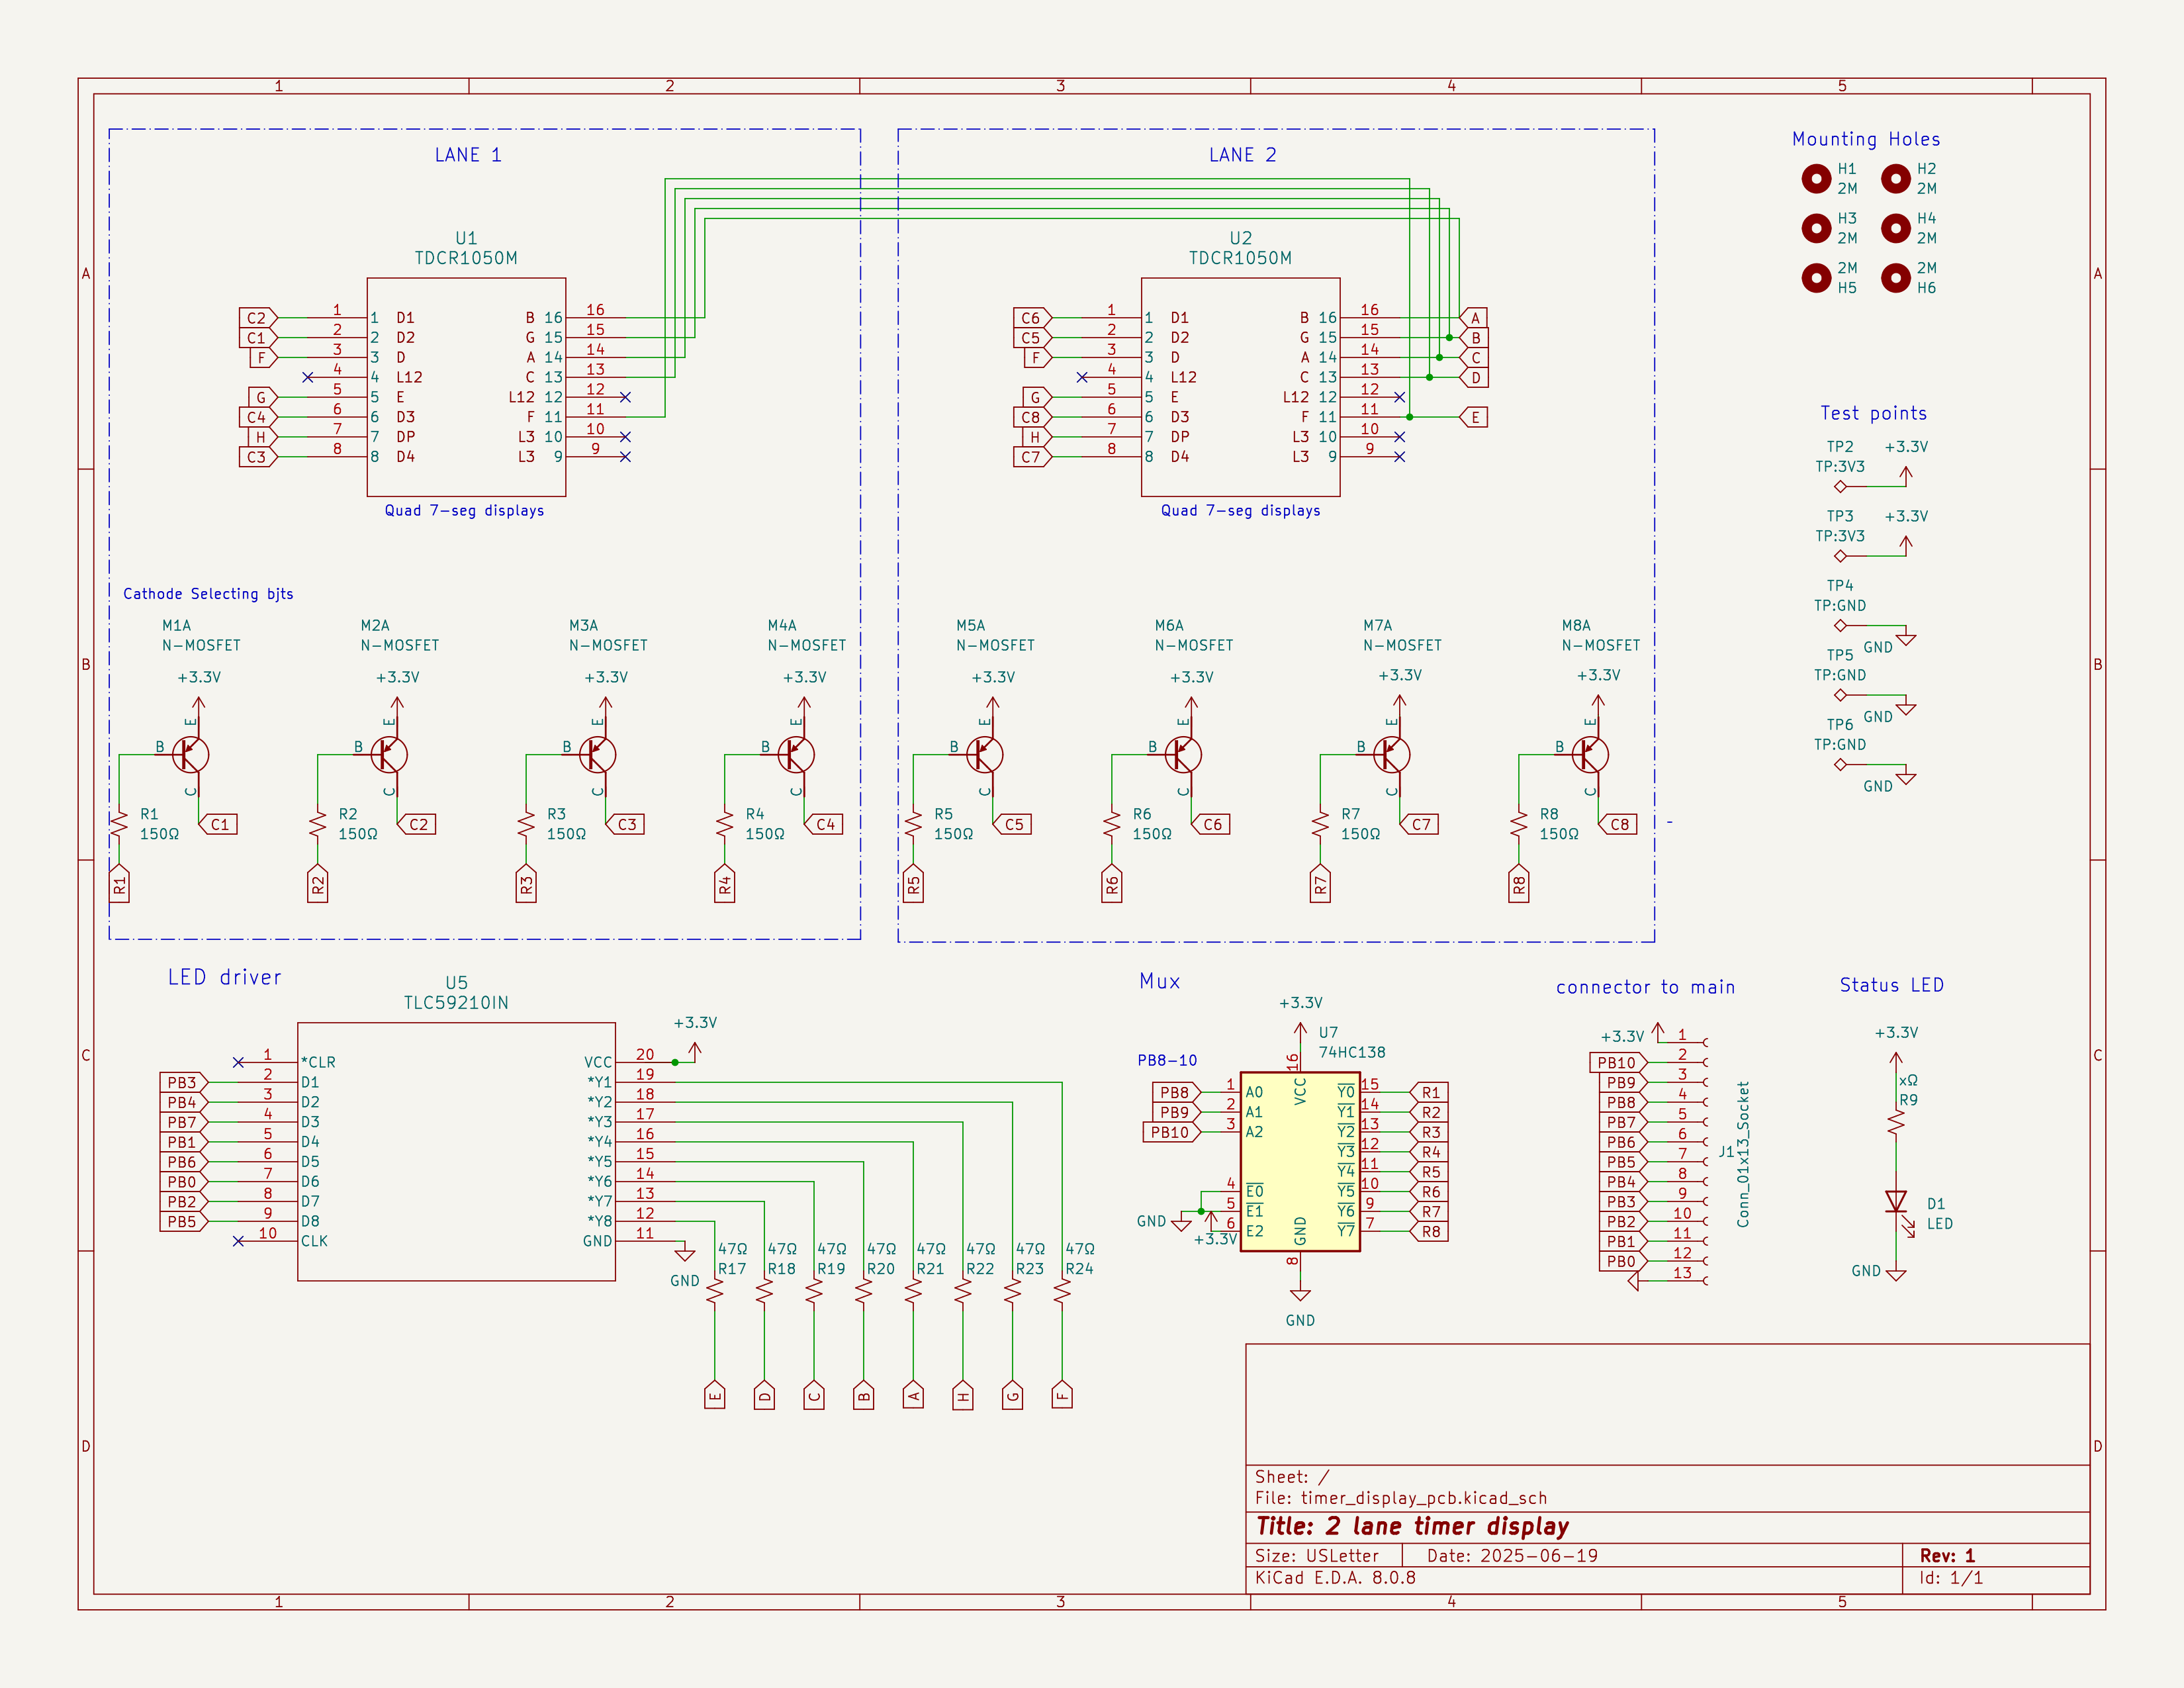 1 2 3 4 5
LANE 1
LANE 2
Mounting Holes
H1
2M
H2
2M
H3
2M
H4
2M
2M
H5
2M
H6
A
A
U1
TDCR1050M
C2 1 1 D1 B 16 16
C1 2 2 D2 G 15 15
F 3 3 D A 14 14
4 4 L12 C 13 13
G 5 5 E L12 12 12
C4 6 6 D3 F 11 11
H 7 7 DP L3 10 10
C3 8 8 D4 L3 9 9
Quad 7-seg displays
U2
TDCR1050M
C6 1 1 D1 B 16 16 A
C5 2 2 D2 G 15 15 B
F 3 3 D A 14 14 C
4 4 L12 C 13 13 D
G 5 5 E L12 12 12
C8 6 6 D3 F 11 11 E
H 7 7 DP L3 10 10
C7 8 8 D4 L3 9 9
Quad 7-seg displays
Test points
TP2
TP:3V3
+3.3V
TP3
TP:3V3
+3.3V
TP4
TP:GND
GND
TP5
TP:GND
GND
TP6
TP:GND
GND
B
B
Cathode Selecting bjts
M1A
N-MOSFET
+3.3V
E
B
C
R1
150Ω
C1
R1
M2A
N-MOSFET
+3.3V
E
B
C
R2
150Ω
C2
R2
M3A
N-MOSFET
+3.3V
E
B
C
R3
150Ω
C3
R3
M4A
N-MOSFET
+3.3V
E
B
C
R4
150Ω
C4
R4
M5A
N-MOSFET
+3.3V
E
B
C
R5
150Ω
C5
R5
M6A
N-MOSFET
+3.3V
E
B
C
R6
150Ω
C6
R6
M7A
N-MOSFET
+3.3V
E
B
C
R7
150Ω
C7
R7
M8A
N-MOSFET
+3.3V
E
B
C
R8
150Ω
C8
R8
-
C
C
LED driver
U5
TLC59210IN
+3.3V
1 *CLR VCC 20
PB3 2 D1 *Y1 19
PB4 3 D2 *Y2 18
PB7 4 D3 *Y3 17
PB1 5 D4 *Y4 16
PB6 6 D5 *Y5 15
PB0 7 D6 *Y6 14
PB2 8 D7 *Y7 13
PB5 9 D8 *Y8 12
10 CLK GND 11
GND
47Ω 47Ω 47Ω 47Ω 47Ω 47Ω 47Ω 47Ω
R17 R18 R19 R20 R21 R22 R23 R24
E D C B A H G F
Mux
+3.3V
U7
74HC138
PB8-10
16
VCC
PB8 1 A0 Y0 15 R1
PB9 2 A1 Y1 14 R2
PB10 3 A2 Y2 13 R3
Y3 12 R4
Y4 11 R5
4 E0 Y5 10 R6
GND 5 E1 Y6 9 R7
+3.3V 6 E2 Y7 7 R8
GND
8
GND
connector to main
+3.3V 1
PB10 2
PB9 3
PB8 4
PB7 5
PB6 6
PB5 7
PB4 8
PB3 9
PB2 10
PB1 11
PB0 12
13
J1
Conn_01x13_Socket
Status LED
+3.3V
xΩ
R9
D1
LED
GND
D
D
Sheet: /
File: timer_display_pcb.kicad_sch
Title: 2 lane timer display
Size: USLetter Date: 2025-06-19 Rev: 1
KiCad E.D.A. 8.0.8 Id: 1/1
1 2 3 4 5